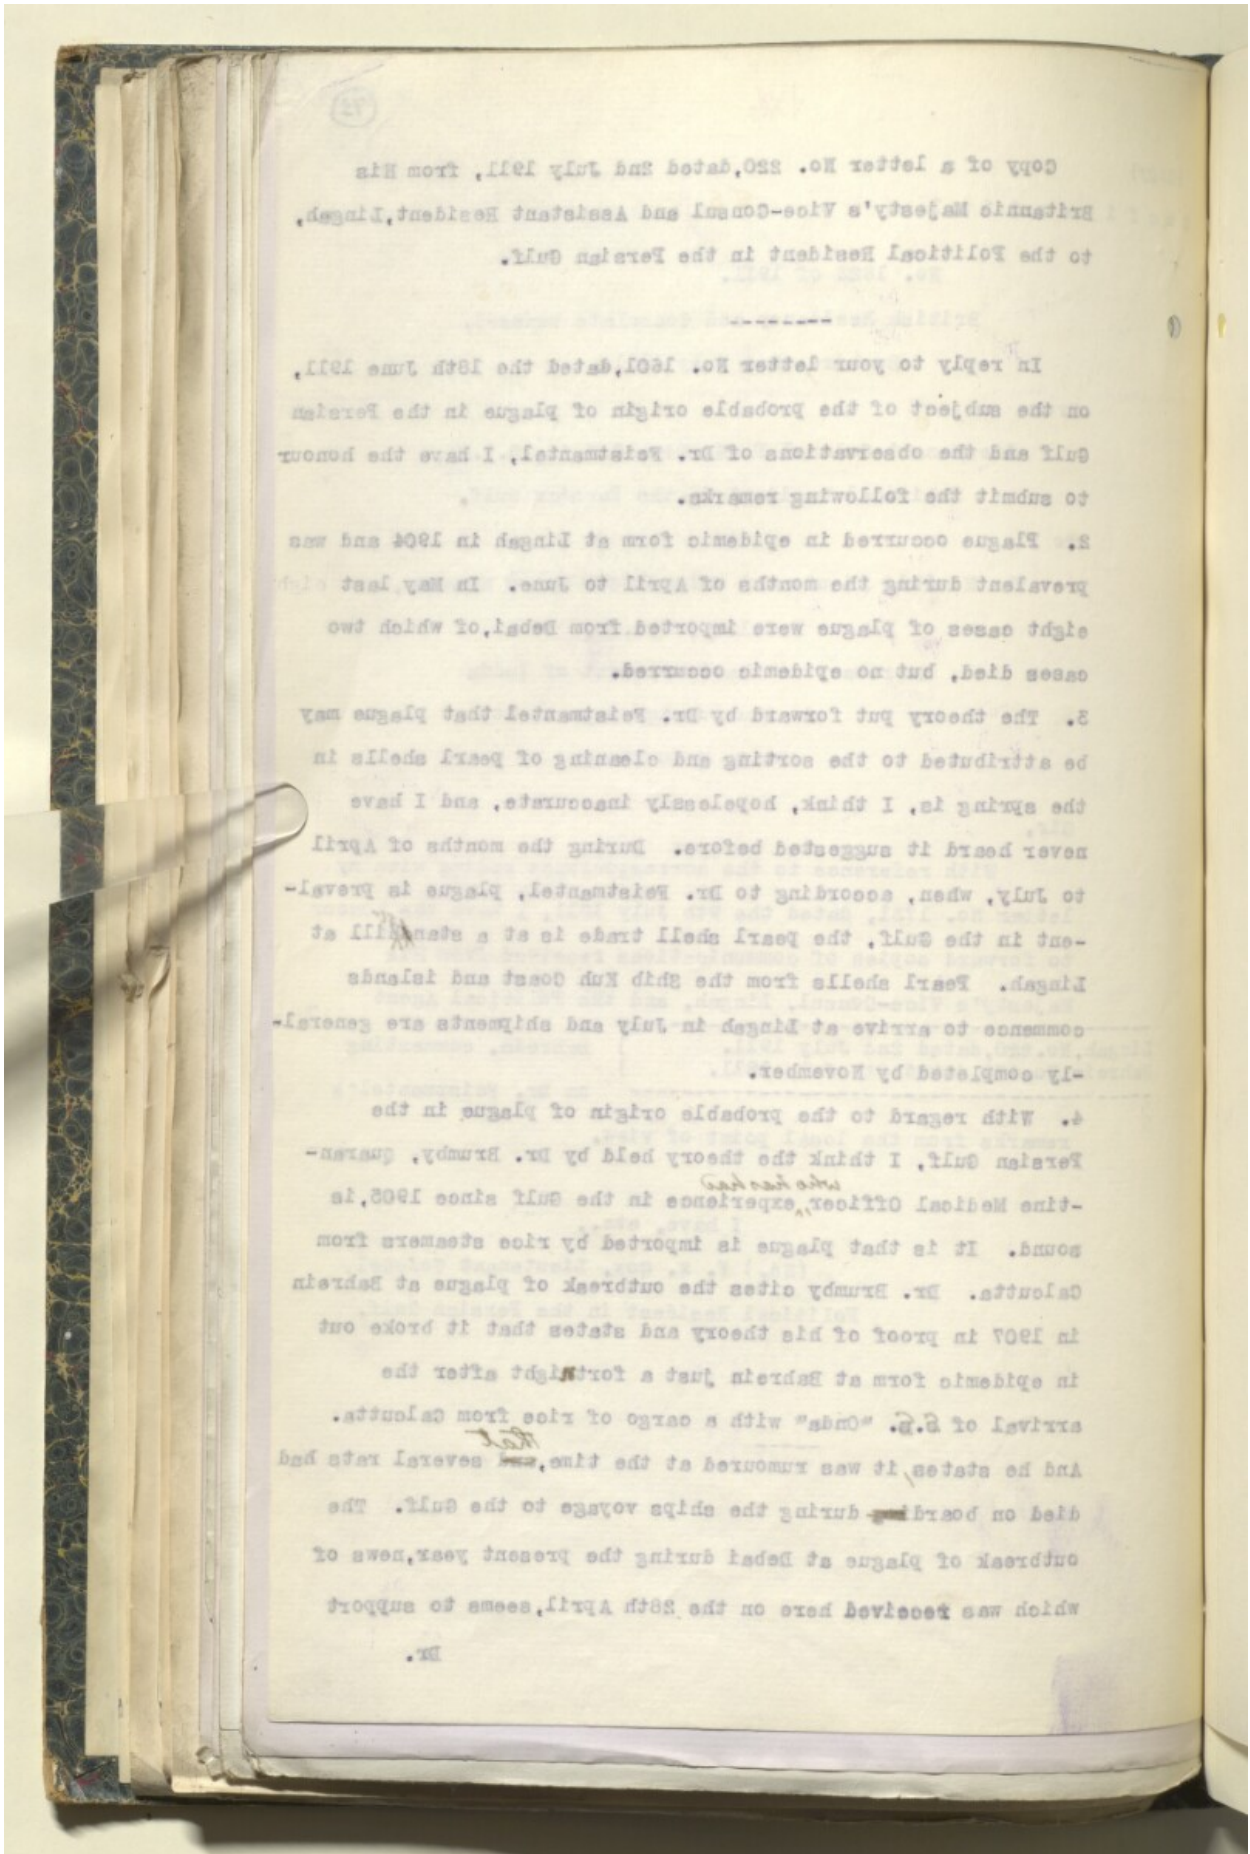 72
Copy of a letter No. 220,dated 2nd July 1911, from His
Britannic Majesty's Vice-Consul and Assistant Resident,Lingah,
to the Political Resident in the Persian Gulf.
In reply to your letter No. 1601,dated the 18th June 1911,
on the subject of the probable origin of plague in the Persian
Gulf and the observations of Dr. Feistmantel, I have the honour
to submit the following remarks.
2. Plague occurred in epidemic form at Lingah in 1904 and was
prevalent during the months of April to June. In May last
eight cases of plague were imported from Debai,of which two
cases died, but no epidemic occurred.
3. The theory put forward by Dr. Feistmantel that plague may
be attributed to the sorting and cleaning of pearl shells in
the spring is, I think, hopelessly inaccurate, and I have
never heard it suggested before. During the months of April
to July, when, according to Dr. Feistmantel, plague is preval-
-ent in the Gulf, the pearl shell trade is at a standstill at
Lingah. Pearl shells from the Shib Kuh Coast and islands
commence to arrive at Lingah in July and shipments are general-
-ly completed by November.
4. With regard to the probable origin of plague in the
Persian Gulf, I think the theory held by Dr. Brumby, Quaran-
-tine Medical Officer, who has had experience in the Gulf since 1905,is
sound. It is that plague is imported by rice steamers from
Calcutta. Dr. Brumby cites the outbreak of plague at Bahrein
in 1907 in proof of his theory and states that it broke out
in epidemic form at Bahrein just a fortnight after the
arrival of S.S. "Onda" with a cargo of rice from Calcutta.
And he states, it was rumoured at the time, that several rats had
died on board during the ships voyage to the Gulf. The
outbreak of plague at Debai during the present year,news of
which was received here on the 28th April,seems to support
Dr.